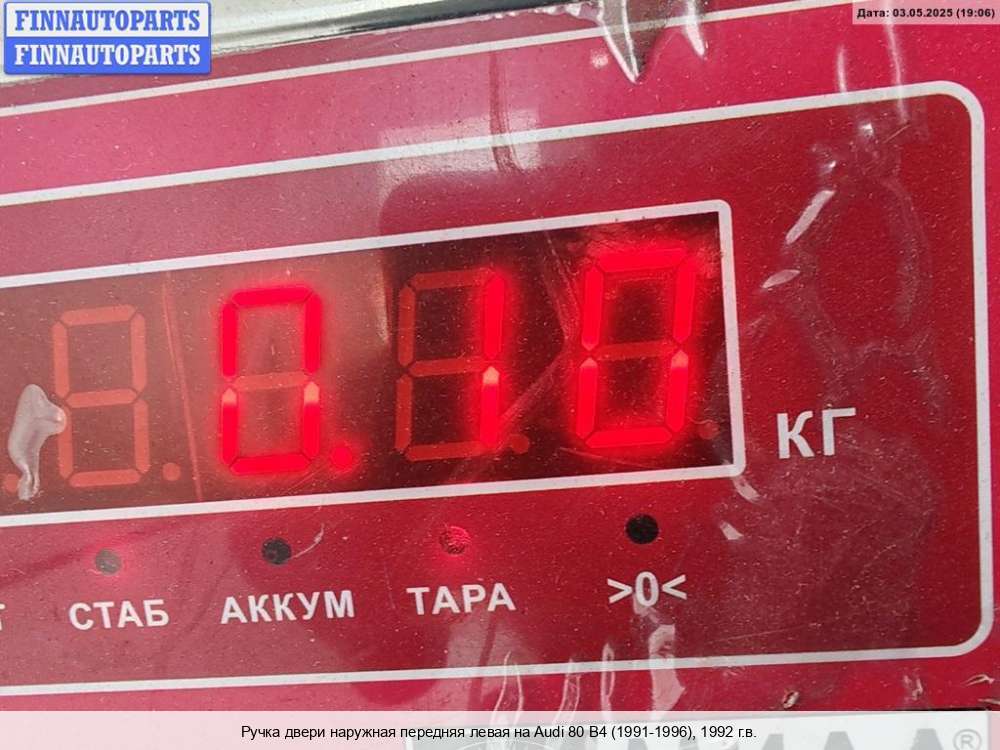 FINNAUTOPARTS
FINNAUTOPARTS
Дата: 03.05.2025 (19:06)
0.10
КГ
СТАБ АККУМ ТАРА >0<
Ручка двери наружная передняя левая на Audi 80 B4 (1991-1996), 1992 г.в.